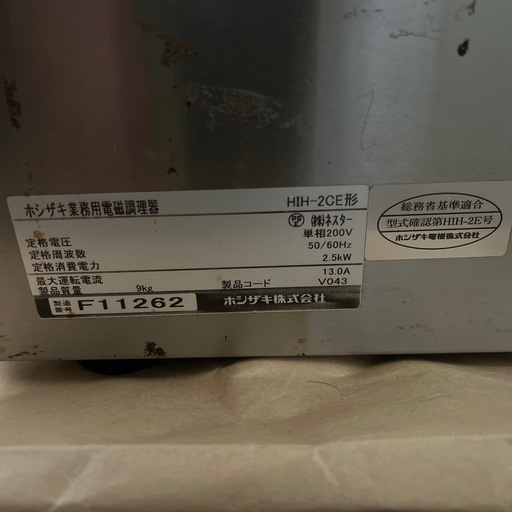 ホシザキ業務用電磁調理器 HIH-2CE形
PSE ㈱ネスター
定格電圧 単相200V
定格周波数 50/60Hz
定格消費電力 2.5kW
最大運転電流 13.0A
製品質量 9kg 製品コード V043
製造番号 F11262 ホシザキ株式会社
総務省基準適合
型式確認第HIH-2E号
ホシザキ電機株式会社